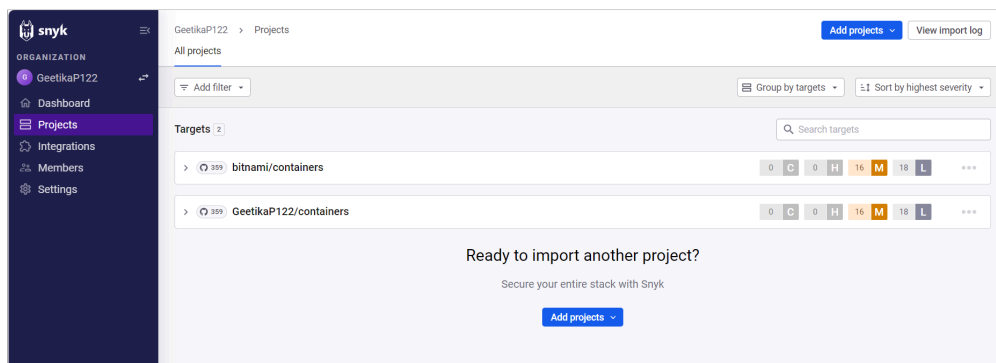 snyk
ORGANIZATION
G GeetikaP122
Dashboard
Projects
Integrations
Members
Settings
GeetikaP122 > Projects
Add projects
View import log
All projects
Add filter
Group by targets
Sort by highest severity
Targets 2
Search targets
359 bitnami/containers 0 C 0 H 16 M 18 L
359 GeetikaP122/containers 0 C 0 H 16 M 18 L
Ready to import another project?
Secure your entire stack with Snyk
Add projects